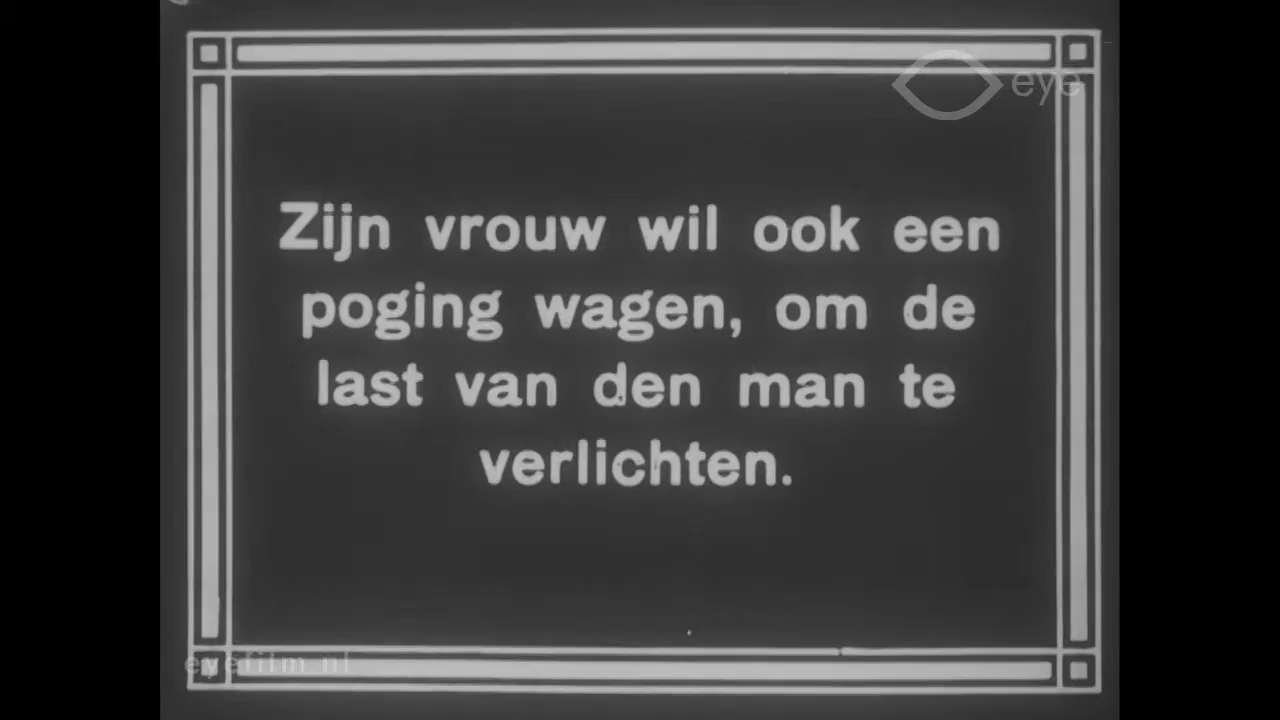 eye
Zijn vrouw wil ook een
poging wagen, om de
last van den man te
verlichten.
eyefilm.nl